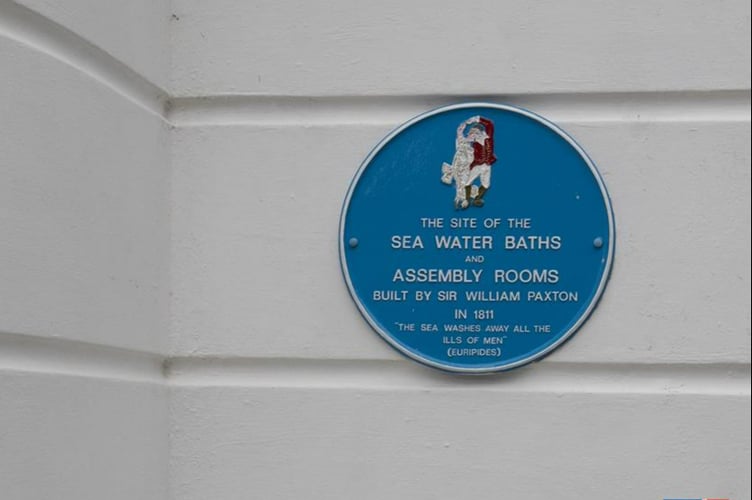 THE SITE OF THE
SEA WATER BATHS
AND
ASSEMBLY ROOMS
BUILT BY SIR WILLIAM PAXTON
IN 1811
"THE SEA WASHES AWAY ALL THE
ILLS OF MEN"
(EURIPIDES)